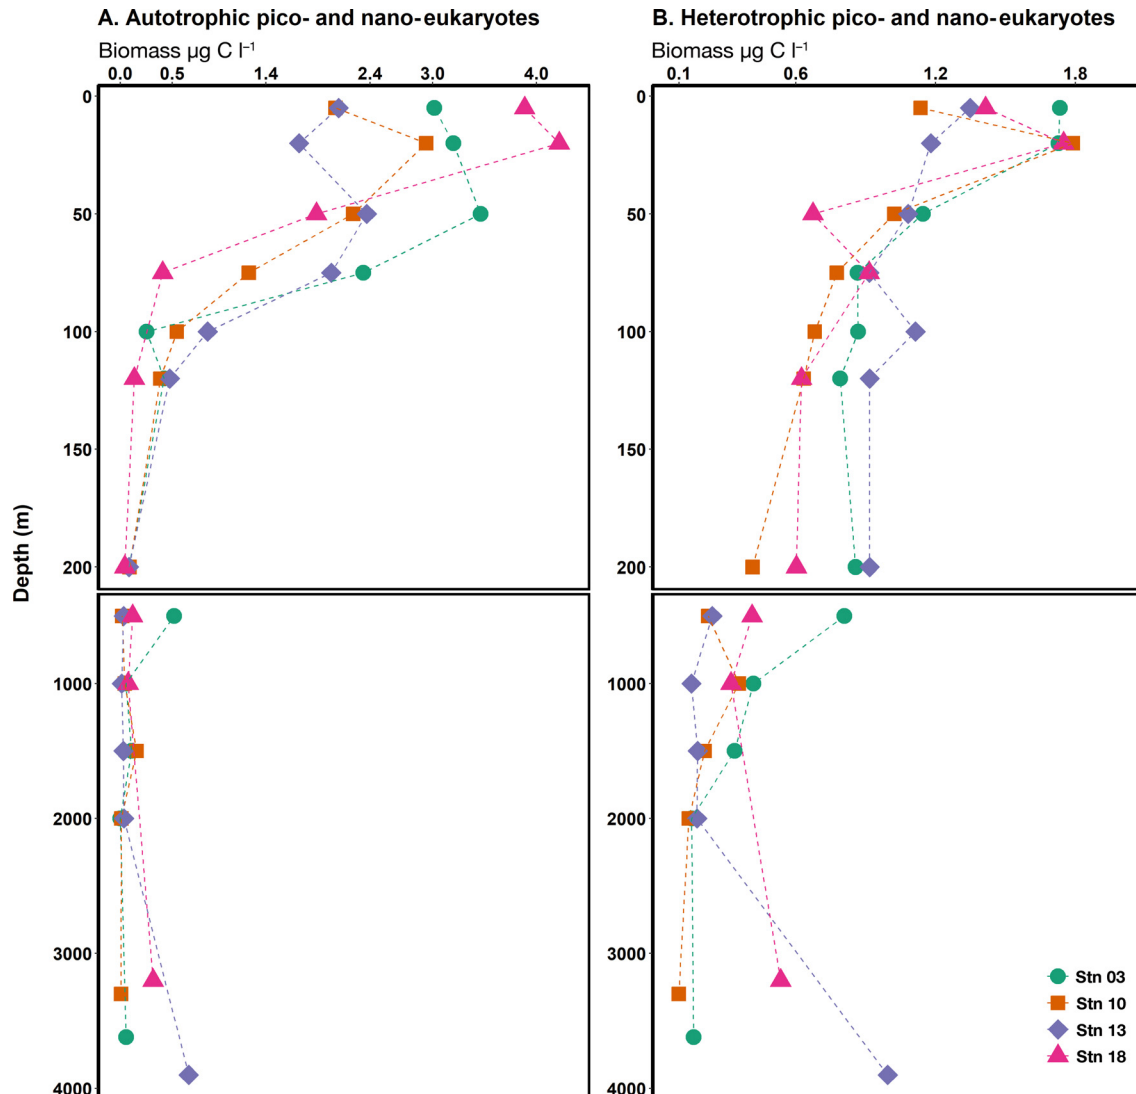 A. Autotrophic pico- and nano-eukaryotes
Biomass µg C l⁻¹
0.0 0.5 1.4 2.4 3.0 4.0
0
50
100
150
200
1000
2000
3000
4000
Depth (m)
B. Heterotrophic pico- and nano-eukaryotes
Biomass µg C l⁻¹
0.1 0.6 1.2 1.8
0
50
100
150
200
1000
2000
3000
4000
Stn 03
Stn 10
Stn 13
Stn 18